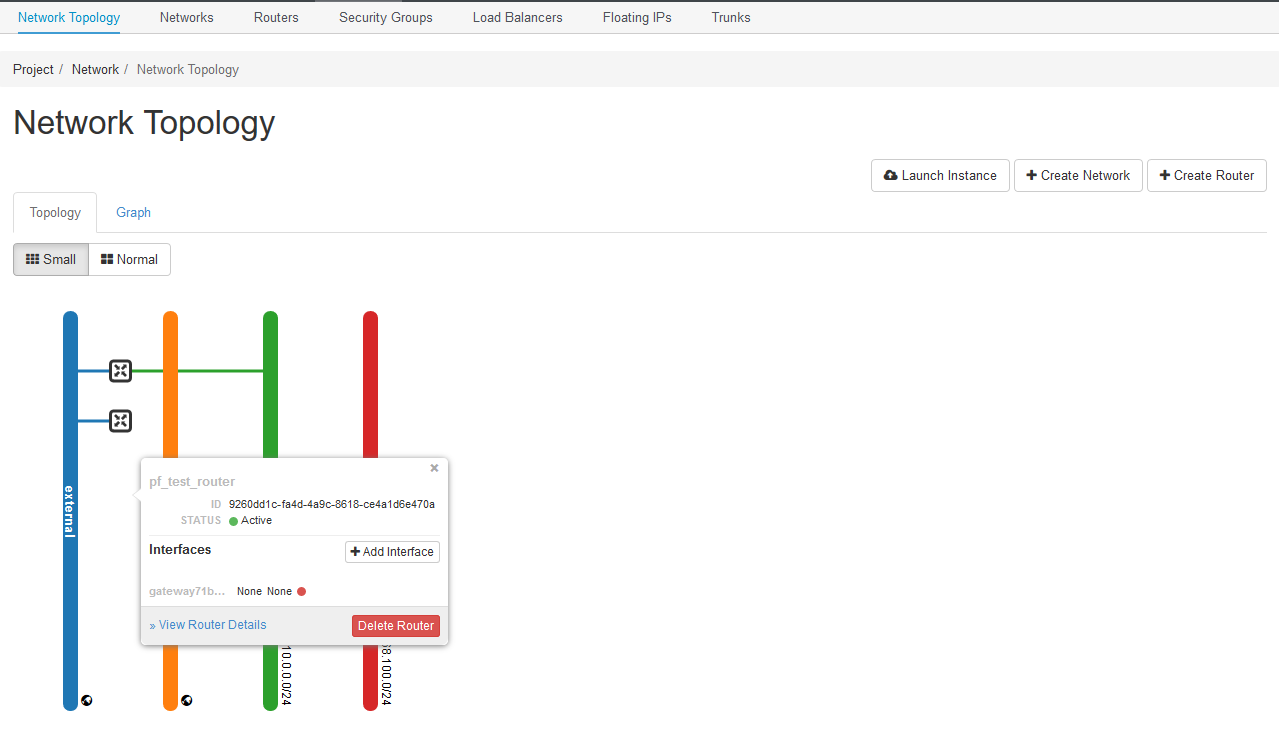 Network Topology Networks Routers Security Groups Load Balancers Floating IPs Trunks
Project / Network / Network Topology
Network Topology
Launch Instance Create Network Create Router
Topology Graph
Small Normal
external
pf_test_router
ID 9260dd1c-fa4d-4a9c-8618-ce4a1d6e470a
STATUS Active
Interfaces Add Interface
gateway71b... None None
» View Router Details Delete Router
10.0.0.0/24
8.100.0/24